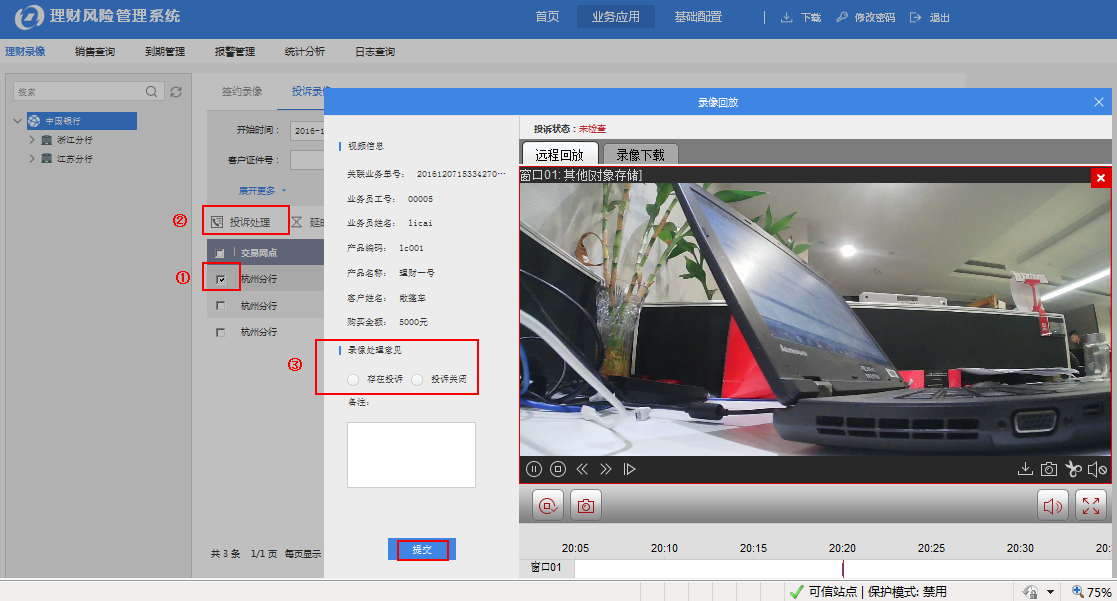 理财风险管理系统
首页 业务应用 基础配置 下载 修改密码 退出
理财录像 销售查询 到期管理 报警管理 统计分析 日志查询
搜索
中国银行
浙江分行
江苏分行
签约录像 投诉录
开始时间： 2016-1
客户证件号：
展开更多
② 投诉处理
交易网点
① 杭州分行
杭州分行
杭州分行
共 3 条 1/1 页 每页显示
录像回放
视频信息
关联业务单号： 2016120715334270…
业务员工号： 00005
业务员姓名： licai
产品编码： lc001
产品名称： 理财一号
客户姓名： 敞篷车
购买金额： 5000元
③ 录像处理意见
存在投诉 投诉关闭
备注：
提交
投诉状态：未检查
远程回放 录像下载
窗口01: 其他[对象存储]
lenovo
20:05 20:10 20:15 20:20 20:25 20:30 20:
窗口01
可信站点 | 保护模式: 禁用
75%